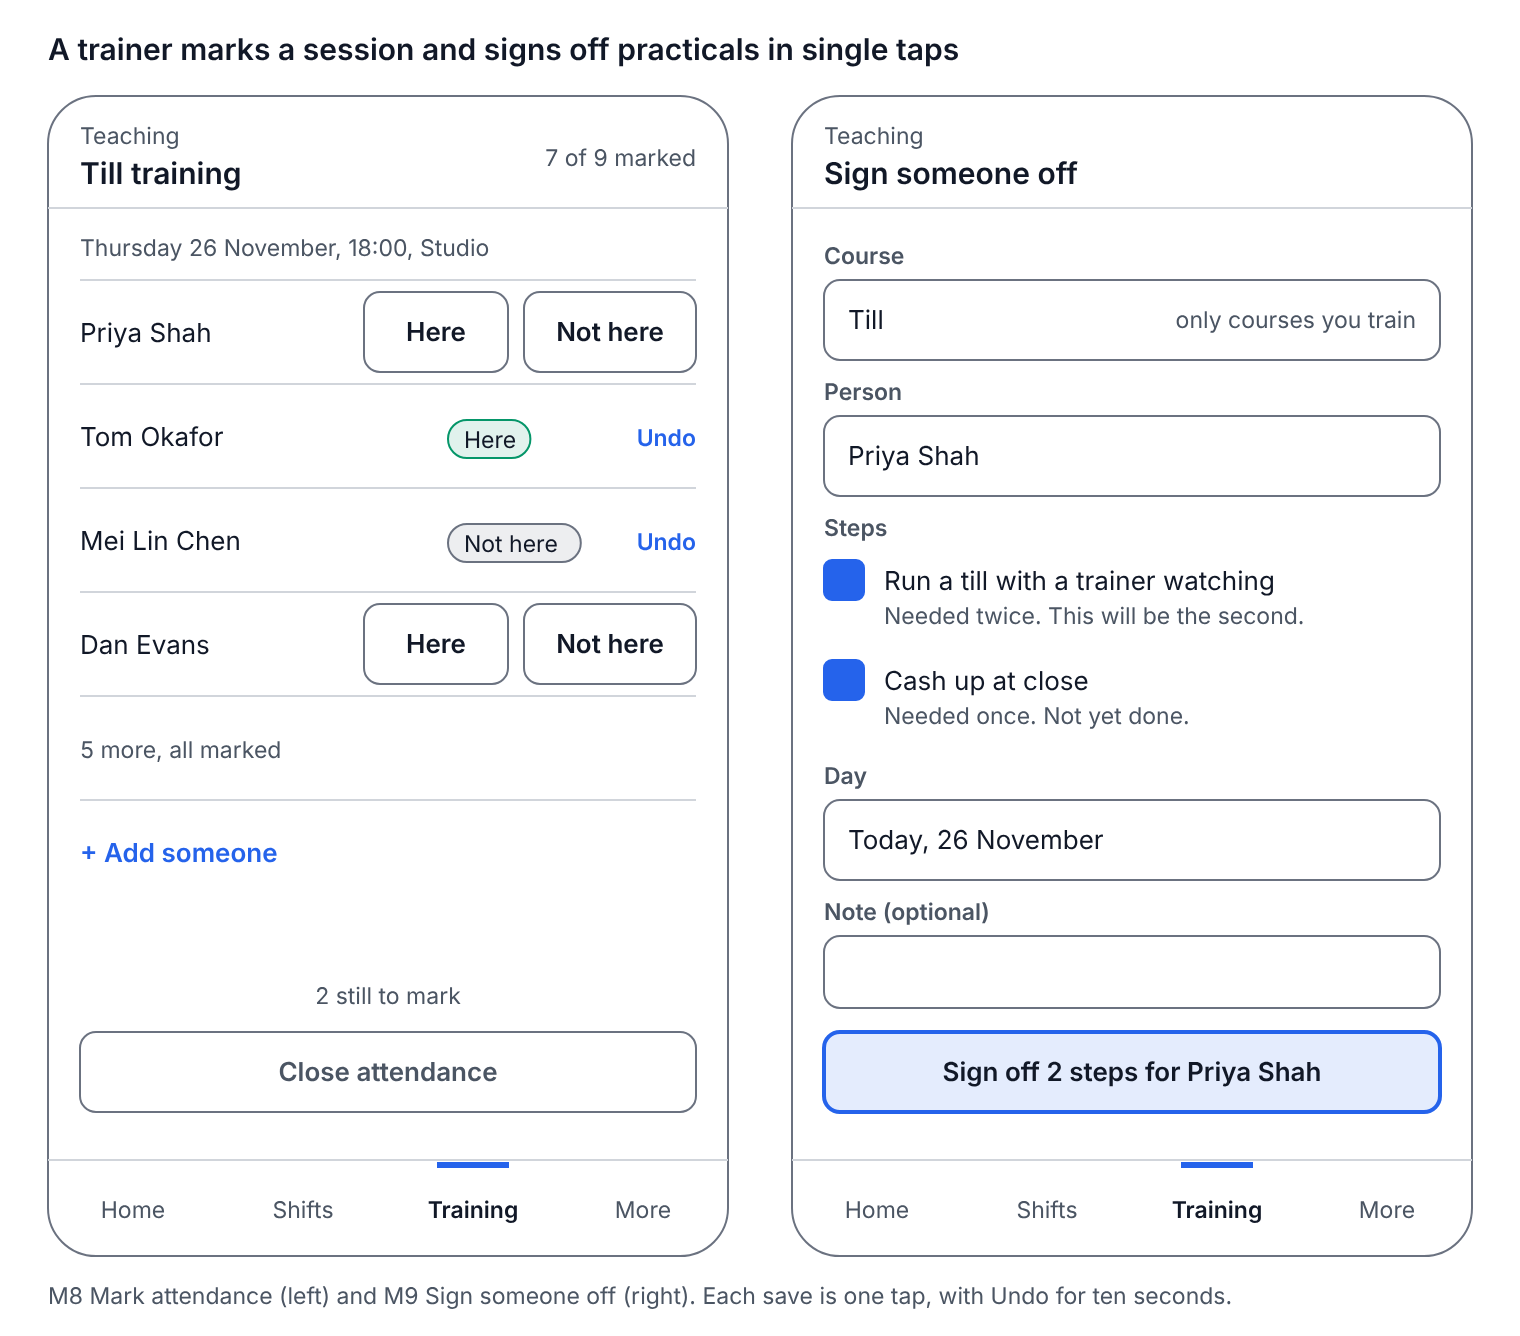 A trainer marks a session and signs off practicals in single taps
Teaching
Till training
7 of 9 marked
Thursday 26 November, 18:00, Studio
Priya Shah
Here
Not here
Tom Okafor
Here
Undo
Mei Lin Chen
Not here
Undo
Dan Evans
Here
Not here
5 more, all marked
+ Add someone
2 still to mark
Close attendance
Home
Shifts
Training
More
Teaching
Sign someone off
Course
Till
only courses you train
Person
Priya Shah
Steps
Run a till with a trainer watching
Needed twice. This will be the second.
Cash up at close
Needed once. Not yet done.
Day
Today, 26 November
Note (optional)
Sign off 2 steps for Priya Shah
Home
Shifts
Training
More
M8 Mark attendance (left) and M9 Sign someone off (right). Each save is one tap, with Undo for ten seconds.